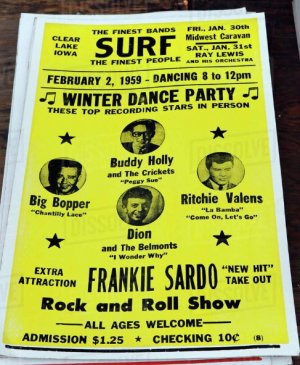 THE FINEST BANDS
CLEAR LAKE IOWA
SURF
THE FINEST PEOPLE
FRI., JAN. 30th
Midwest Caravan
SAT., JAN. 31st
RAY LEWIS
AND HIS ORCHESTRA
FEBRUARY 2, 1959 - DANCING 8 to 12pm
WINTER DANCE PARTY
THESE TOP RECORDING STARS IN PERSON
Buddy Holly
and The Crickets
"Peggy Sue"
Big Bopper
"Chantilly Lace"
Ritchie Valens
"La Bamba"
"Come On, Let's Go"
Dion
and The Belmonts
"I Wonder Why"
EXTRA ATTRACTION
FRANKIE SARDO
"NEW HIT"
TAKE OUT
Rock and Roll Show
ALL AGES WELCOME
ADMISSION $1.25 ★ CHECKING 10¢ (8)